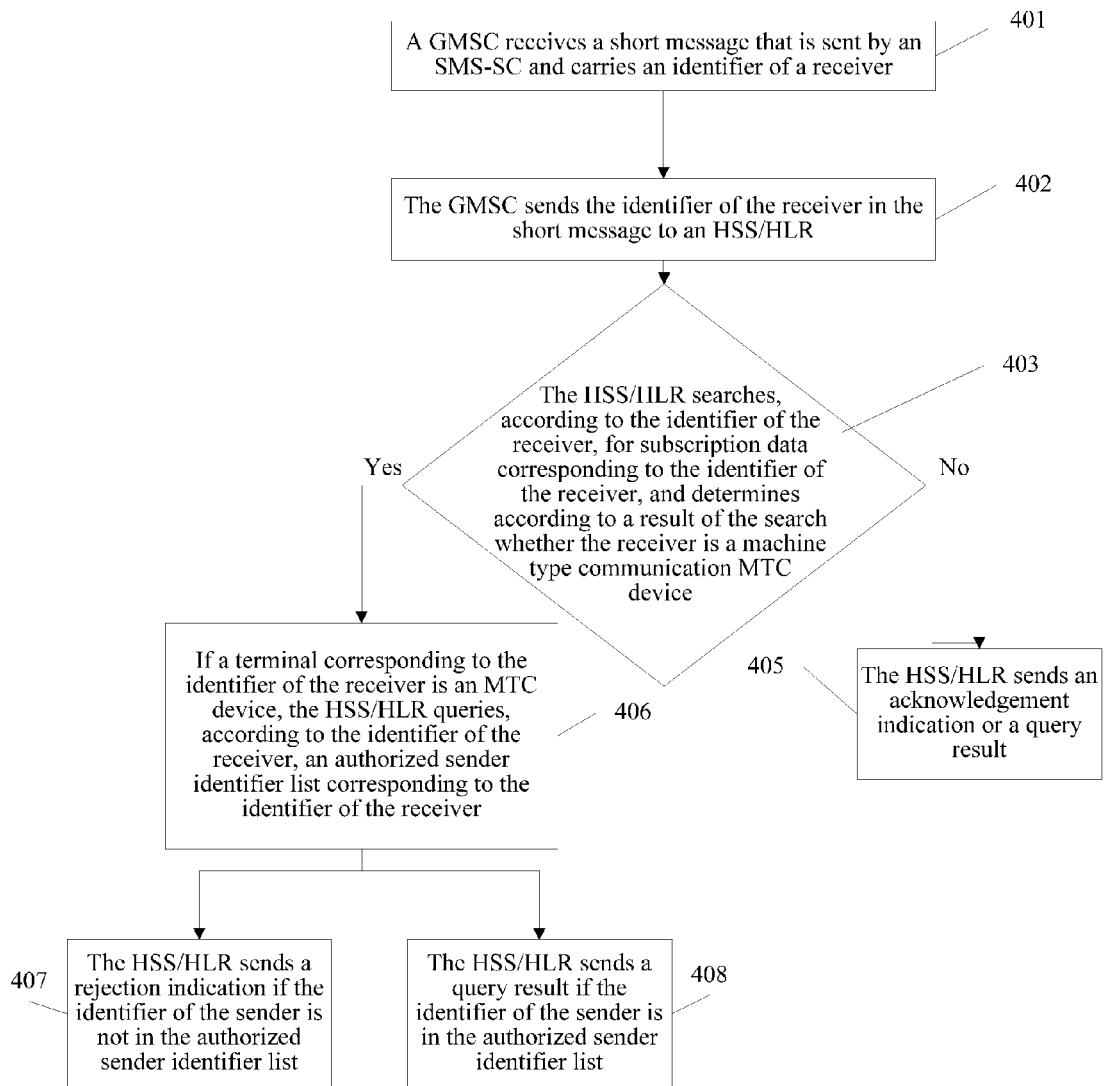 401
A GMSC receives a short message that is sent by an
SMS-SC and carries an identifier of a receiver
402
The GMSC sends the identifier of the receiver in the
short message to an HSS/HLR
403
The HSS/HLR searches,
according to the identifier of the
receiver, for subscription data
corresponding to the identifier of
the receiver, and determines
according to a result of the search
whether the receiver is a machine
type communication MTC
device
Yes
No
If a terminal corresponding to the
identifier of the receiver is an MTC
device, the HSS/HLR queries,
according to the identifier of the
receiver, an authorized sender
identifier list corresponding to the
identifier of the receiver
406
405
The HSS/HLR sends an
acknowledgement
indication or a query
result
407
The HSS/HLR sends a
rejection indication if the
identifier of the sender is
not in the authorized
sender identifier list
The HSS/HLR sends a
query result if the
identifier of the sender is
in the authorized sender
identifier list
408